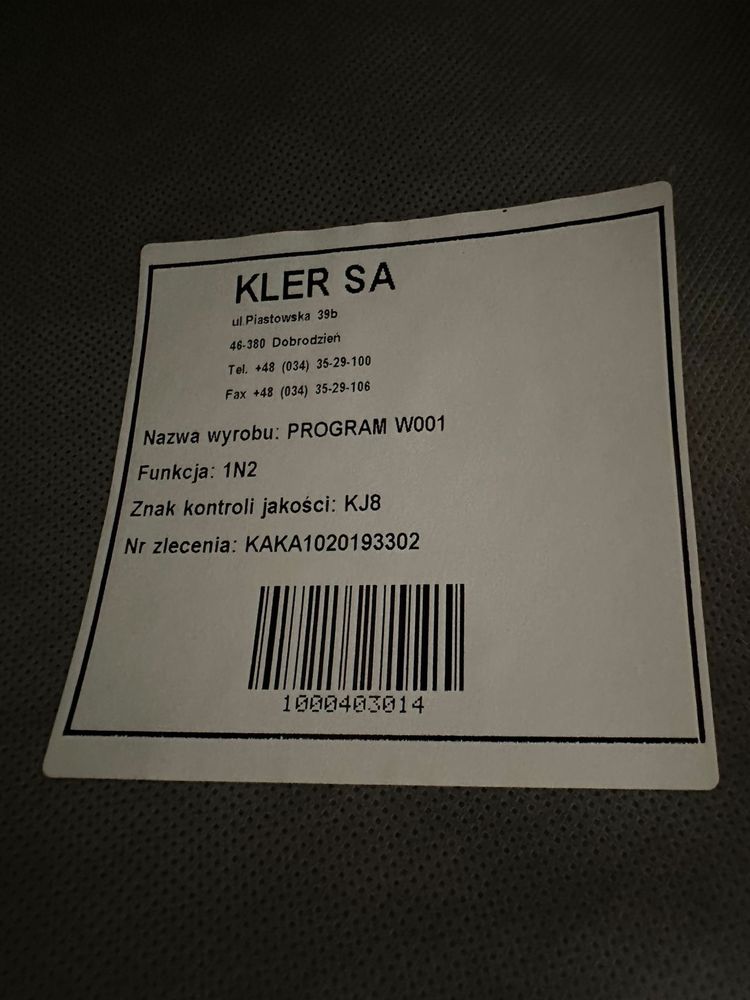 KLER SA
ul.Piastowska 39b
46-380 Dobrodzień
Tel. +48 (034) 35-29-100
Fax +48 (034) 35-29-106
Nazwa wyrobu: PROGRAM W001
Funkcja: 1N2
Znak kontroli jakości: KJ8
Nr zlecenia: KAKA1020193302
1000403014